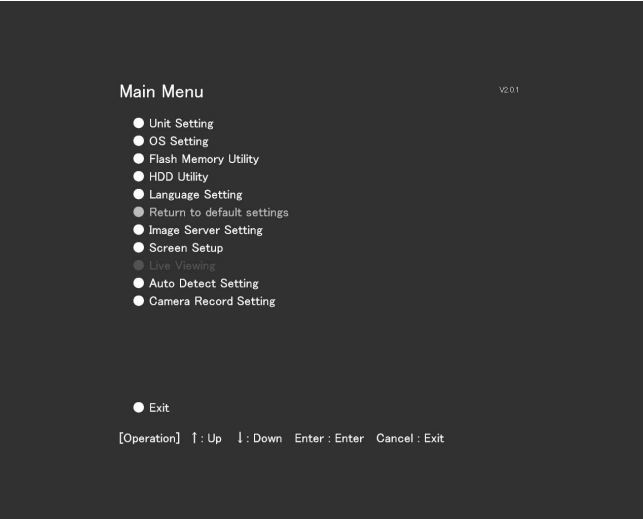 Main Menu V2.0.1
Unit Setting
OS Setting
Flash Memory Utility
HDD Utility
Language Setting
Return to default settings
Image Server Setting
Screen Setup
Live Viewing
Auto Detect Setting
Camera Record Setting
Exit
[Operation] ↑ : Up ↓ : Down Enter : Enter Cancel : Exit